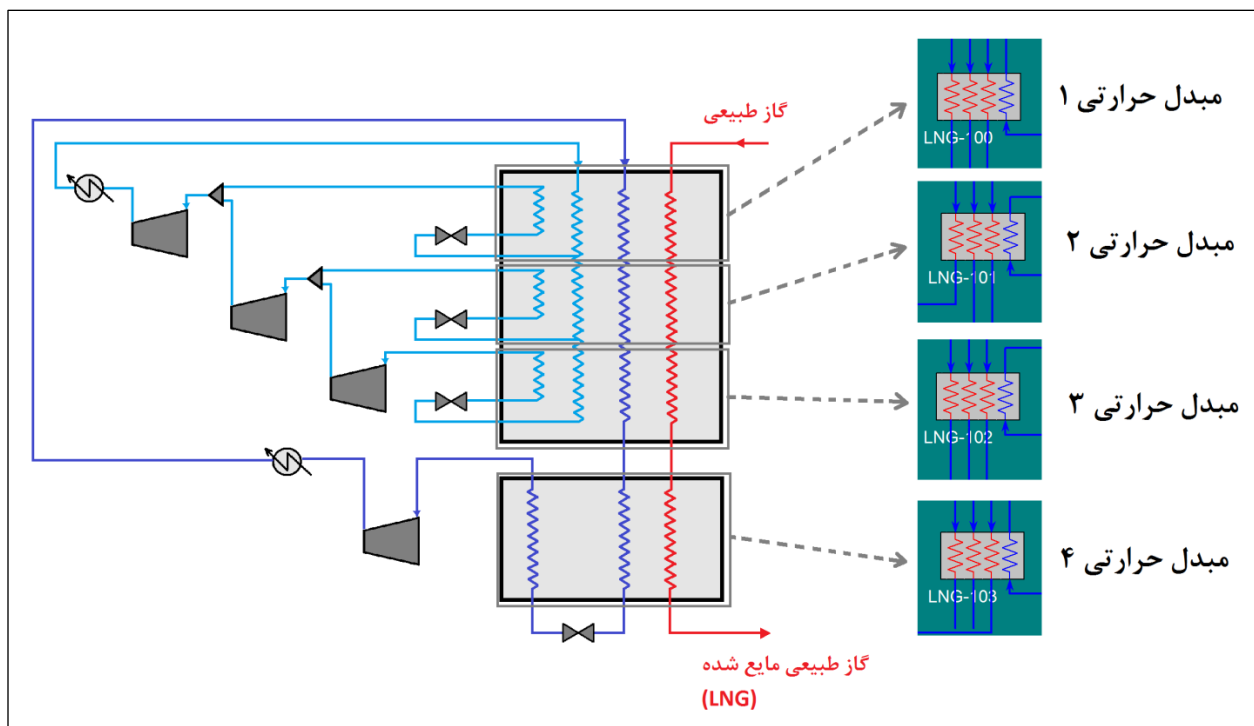 گاز طبیعی
گاز طبیعی مایع شده
(LNG)
LNG-100
مبدل حرارتی ۱
LNG-101
مبدل حرارتی ۲
LNG-102
مبدل حرارتی ۳
LNG-103
مبدل حرارتی ۴